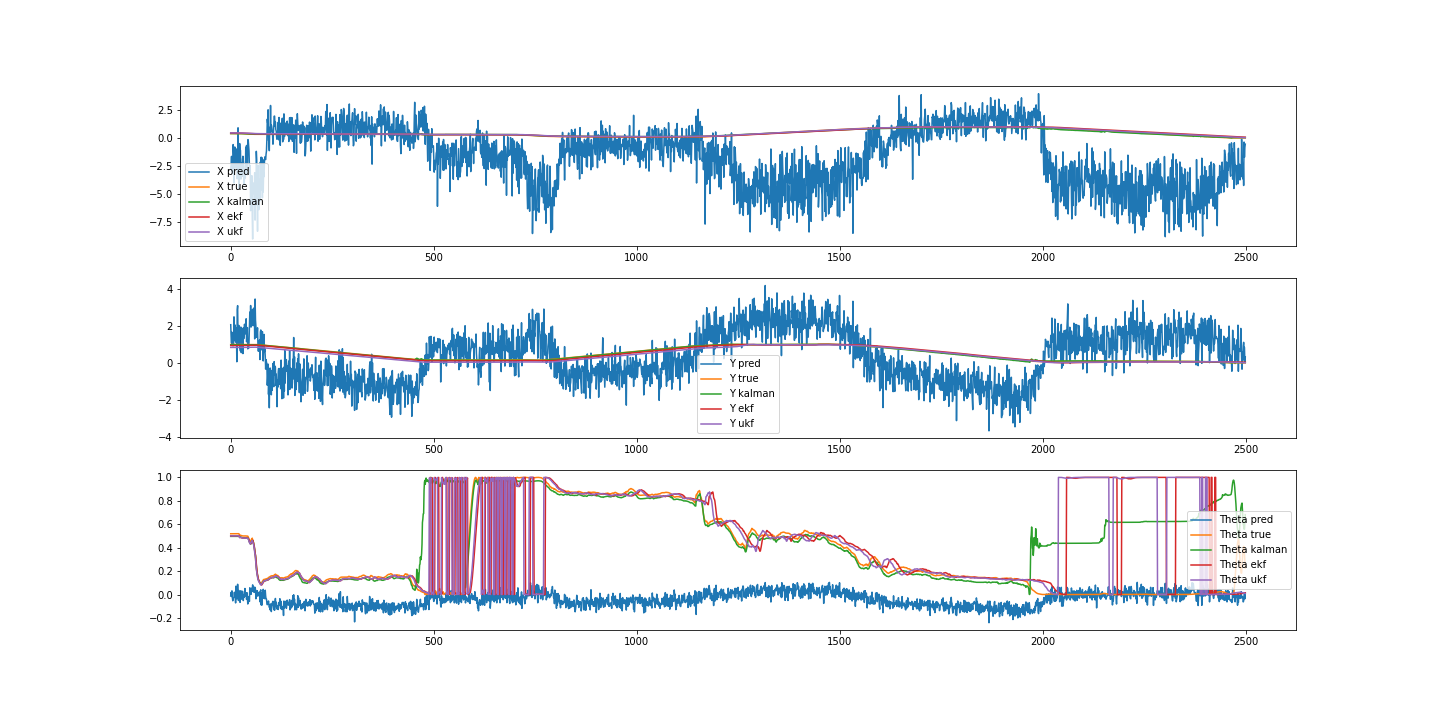 2.5
0.0
−2.5
−5.0
−7.5
X pred
X true
X kalman
X ekf
X ukf
0 500 1000 1500 2000 2500
4
2
0
−2
−4
Y pred
Y true
Y kalman
Y ekf
Y ukf
0 500 1000 1500 2000 2500
1.0
0.8
0.6
0.4
0.2
0.0
−0.2
Theta pred
Theta true
Theta kalman
Theta ekf
Theta ukf
0 500 1000 1500 2000 2500